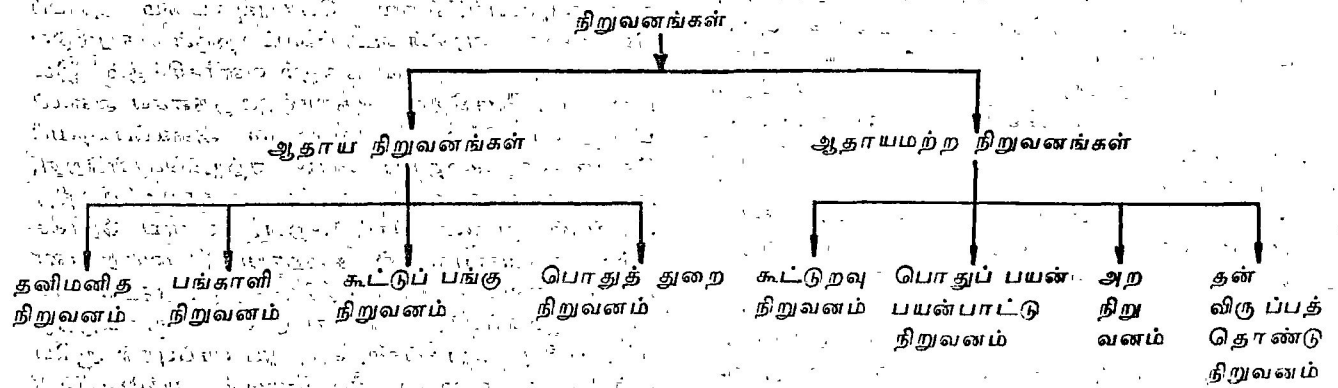 நிறுவனங்கள்
ஆதாய நிறுவனங்கள்
ஆதாயமற்ற நிறுவனங்கள்
தனிமனித
நிறுவனம்
பங்காளி
நிறுவனம்
கூட்டுப் பங்கு
நிறுவனம்
பொதுத் துறை
நிறுவனம்
கூட்டுறவு
நிறுவனம்
பொதுப் பயன்
பயன்பாட்டு
நிறுவனம்
அற
நிறு
வனம்
தன்
விருப்பத்
தொண்டு
நிறுவனம்